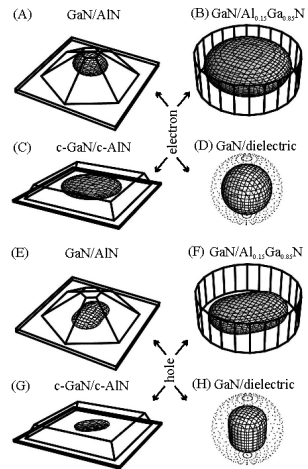 (A) GaN/AlN
(B) GaN/Al0.15Ga0.85N
electron
(C) c-GaN/c-AlN
(D) GaN/dielectric
(E) GaN/AlN
(F) GaN/Al0.15Ga0.85N
hole
(G) c-GaN/c-AlN
(H) GaN/dielectric